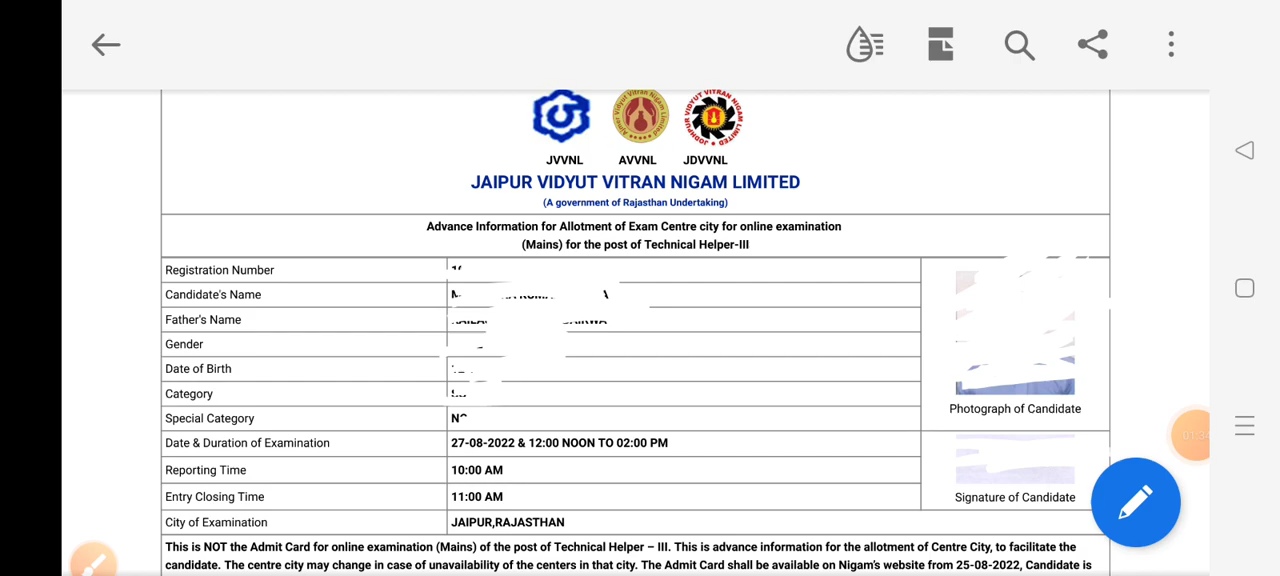 JVVNL AVVNL JDVVNL
JAIPUR VIDYUT VITRAN NIGAM LIMITED
(A government of Rajasthan Undertaking)
Advance Information for Allotment of Exam Centre city for online examination
(Mains) for the post of Technical Helper-III
Registration Number
Candidate's Name
Father's Name
Gender
Date of Birth
Category
Special Category
Photograph of Candidate
Date & Duration of Examination 27-08-2022 & 12:00 NOON TO 02:00 PM
Reporting Time 10:00 AM
Entry Closing Time 11:00 AM
Signature of Candidate
City of Examination JAIPUR,RAJASTHAN
This is NOT the Admit Card for online examination (Mains) of the post of Technical Helper – III. This is advance information for the allotment of Centre City, to facilitate the
candidate. The centre city may change in case of unavailability of the centers in that city. The Admit Card shall be available on Nigam's website from 25-08-2022, Candidate is